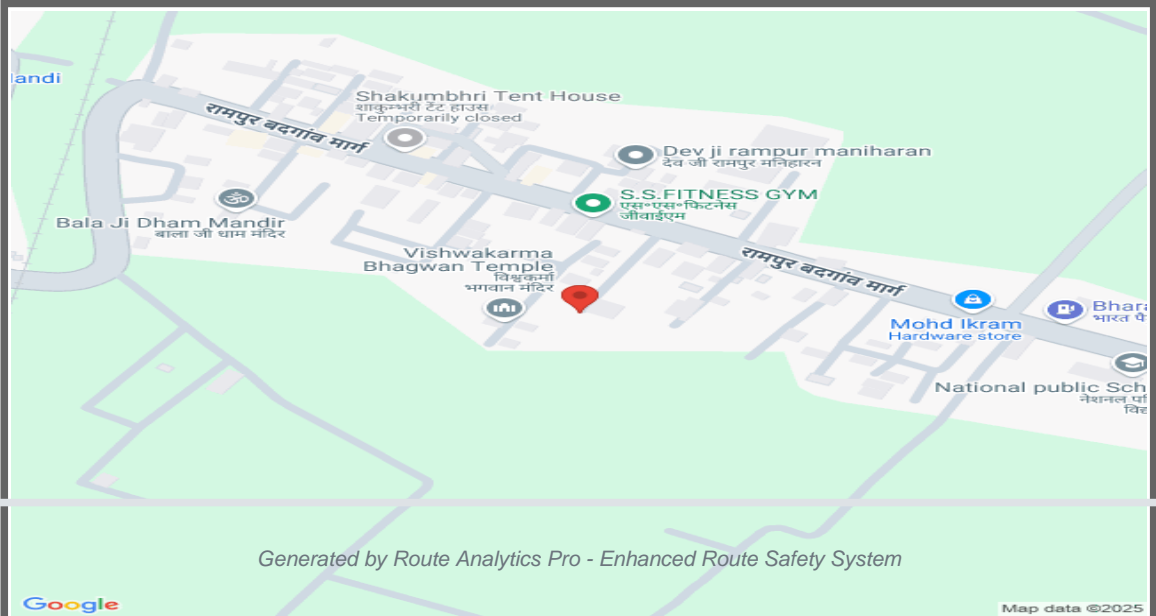 andi
Shakumbhri Tent House
शाकुम्भरी टेंट हाउस
Temporarily closed
रामपुर बदगांव मार्ग
Dev ji rampur maniharan
देव जी रामपुर मनिहारन
S.S.FITNESS GYM
एस॰एस॰फिटनेस
जीवाईएम
Bala Ji Dham Mandir
बाला जी धाम मंदिर
Vishwakarma
Bhagwan Temple
विश्वकर्मा
भगवान मंदिर
रामपुर बदगांव मार्ग
Mohd Ikram
Hardware store
Bhara
भारत पै
National public Sch
नेशनल प
विद्य
Generated by Route Analytics Pro - Enhanced Route Safety System
Google
Map data ©2025